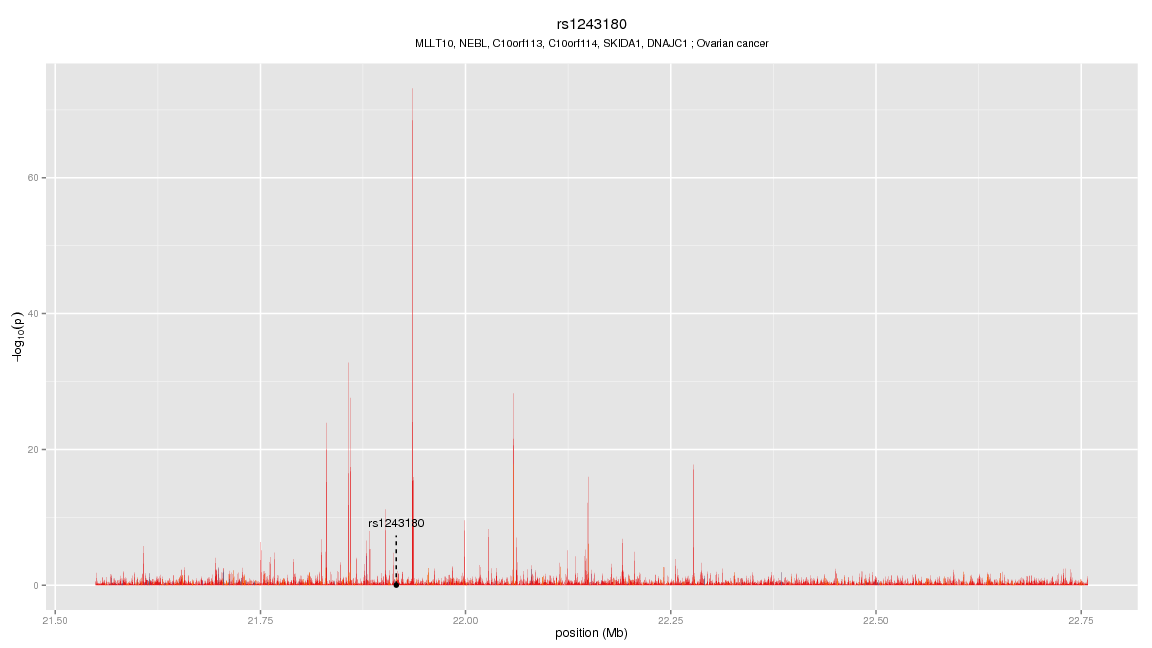 rs1243180
MLLT10, NEBL, C10orf113, C10orf114, SKIDA1, DNAJC1 ; Ovarian cancer
60
40
20
0
−log10(p)
rs1243180
21.50 21.75 22.00 22.25 22.50 22.75
position (Mb)